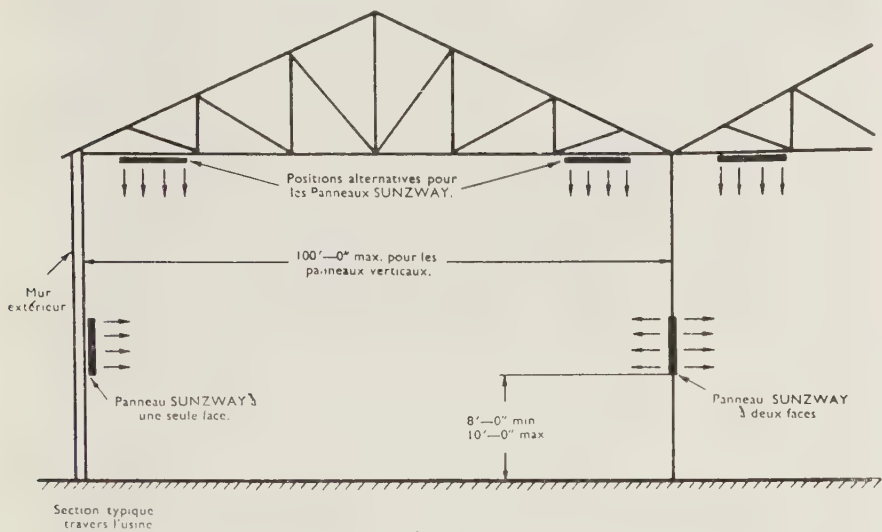 Positions alternatives pour
les Panneaux SUNZWAY.
100'—0" max. pour les
panneaux verticaux.
Mur
extérieur
Panneau SUNZWAY à
une seule face.
8'—0" min
10'—0" max
Panneau SUNZWAY
à deux faces
Section typique
travers l'usine